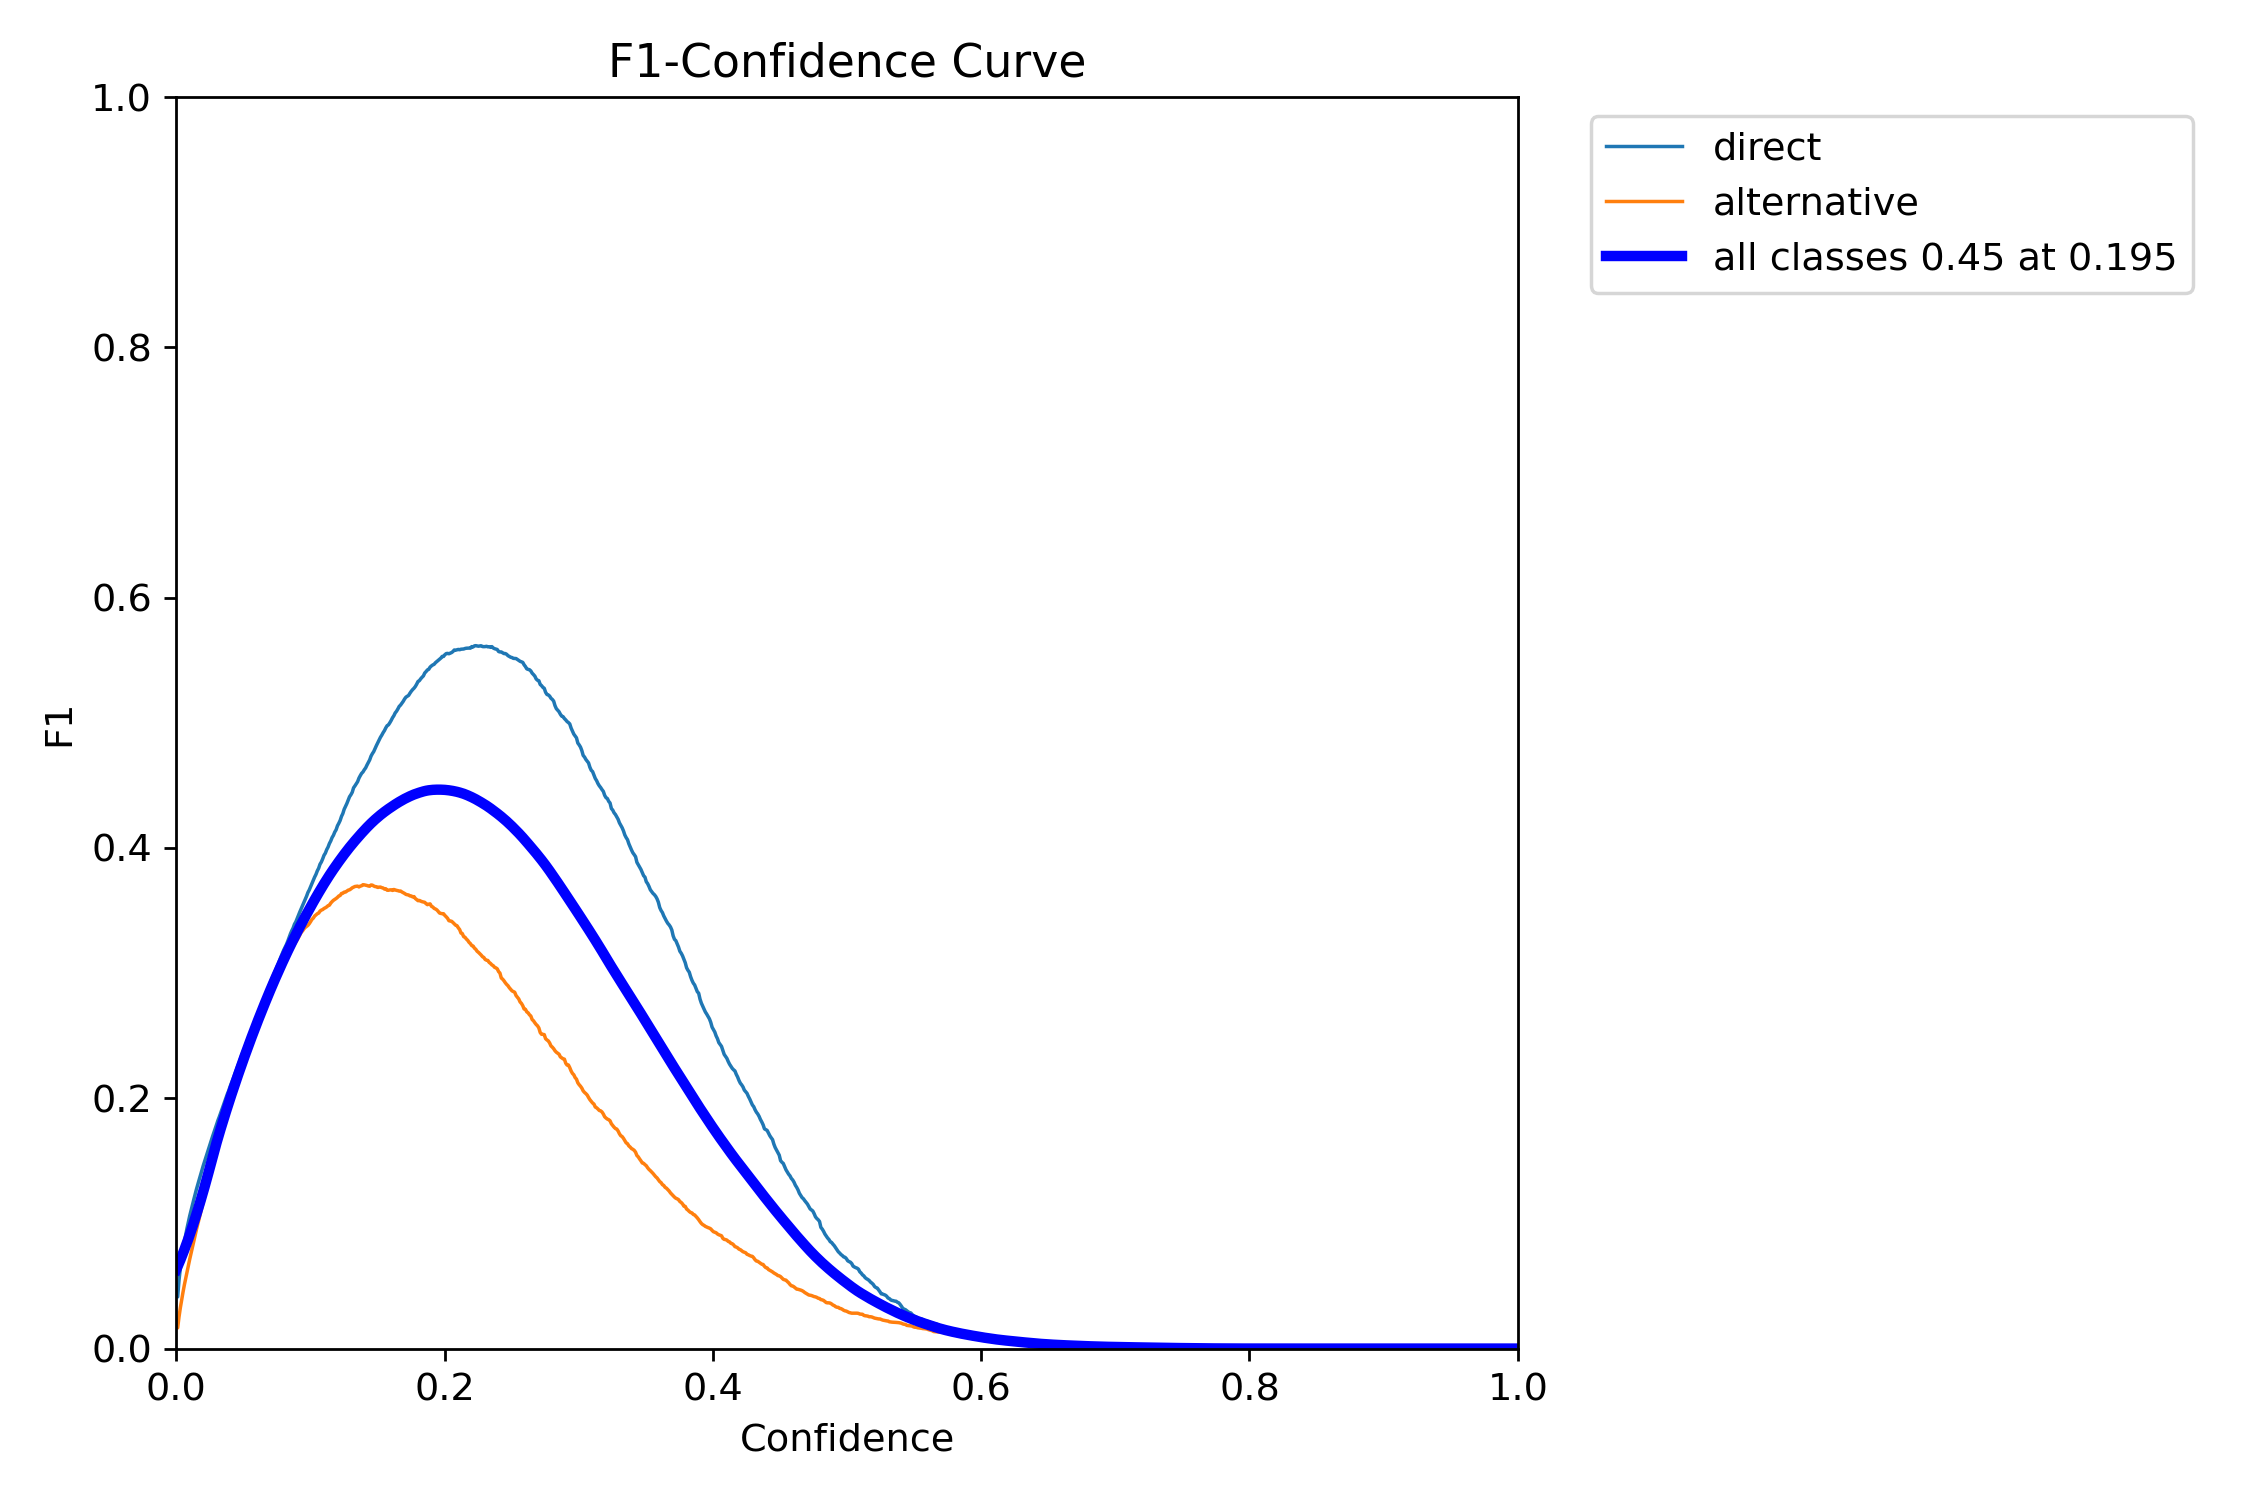 F1-Confidence Curve
1.0
0.8
0.6
0.4
0.2
0.0
F1
0.0 0.2 0.4 0.6 0.8 1.0
Confidence
direct
alternative
all classes 0.45 at 0.195